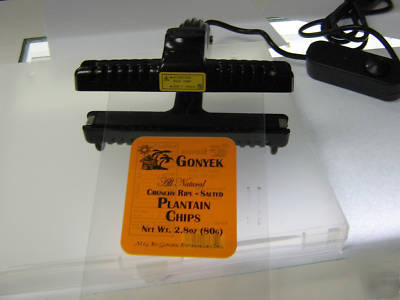 GONYEK
All Natural
CRUNCHY RIPE - SALTED
PLANTAIN
CHIPS
NET WT. 2.8OZ (80G)